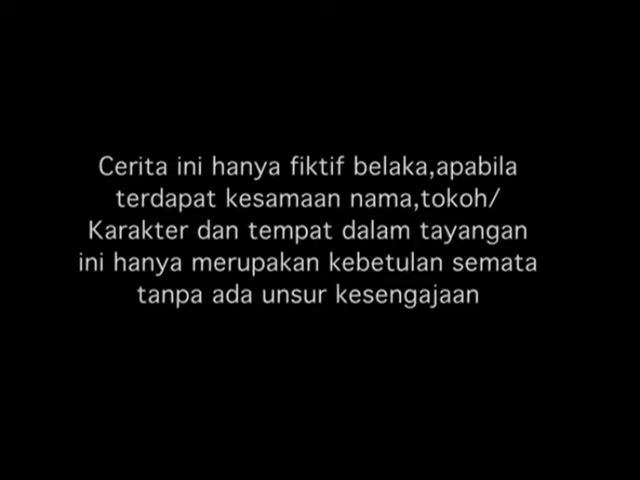 Cerita ini hanya fiktif belaka,apabila
terdapat kesamaan nama,tokoh/
Karakter dan tempat dalam tayangan
ini hanya merupakan kebetulan semata
tanpa ada unsur kesengajaan